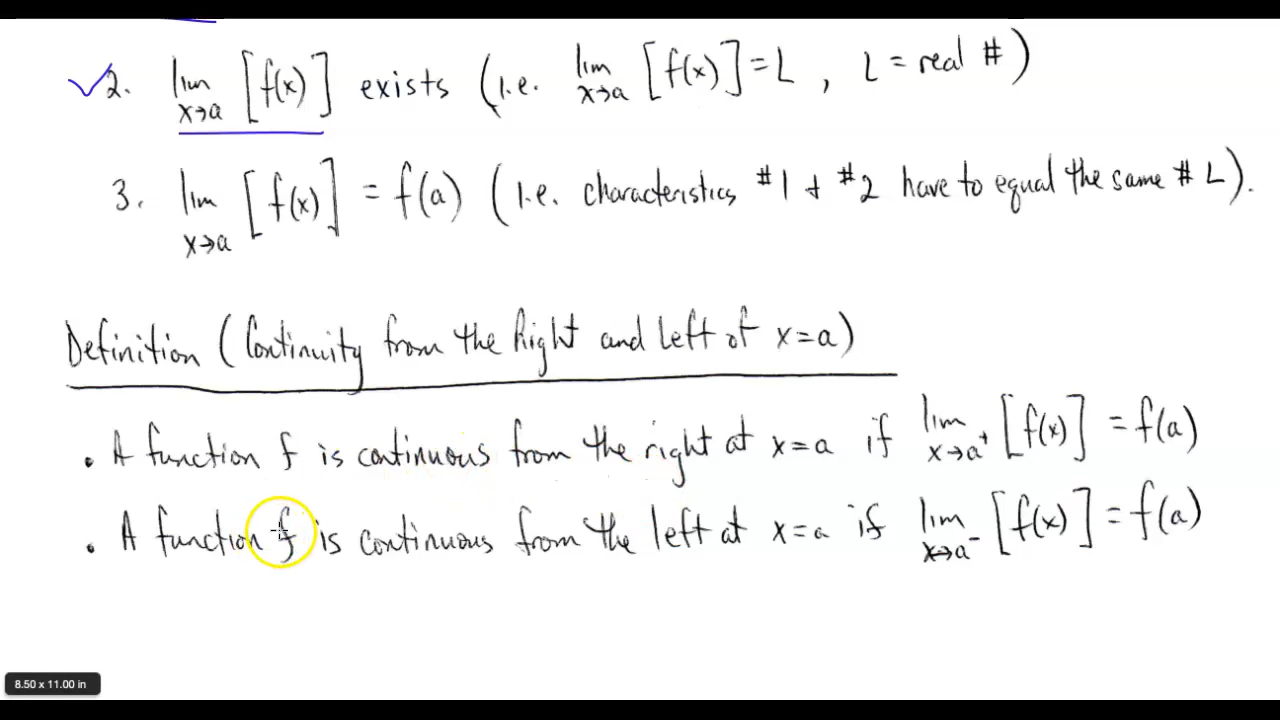 ✓2. lim x→a [f(x)] exists (i.e. lim x→a [f(x)] = L , L = real #)
3. lim x→a [f(x)] = f(a) (i.e. characteristics #1 + #2 have to equal the same # L).
Definition (Continuity from the Right and Left of x=a)
• A function f is continuous from the right at x=a if lim x→a⁺ [f(x)] = f(a)
• A function f is continuous from the left at x=a if lim x→a⁻ [f(x)] = f(a)
8.50 x 11.00 in